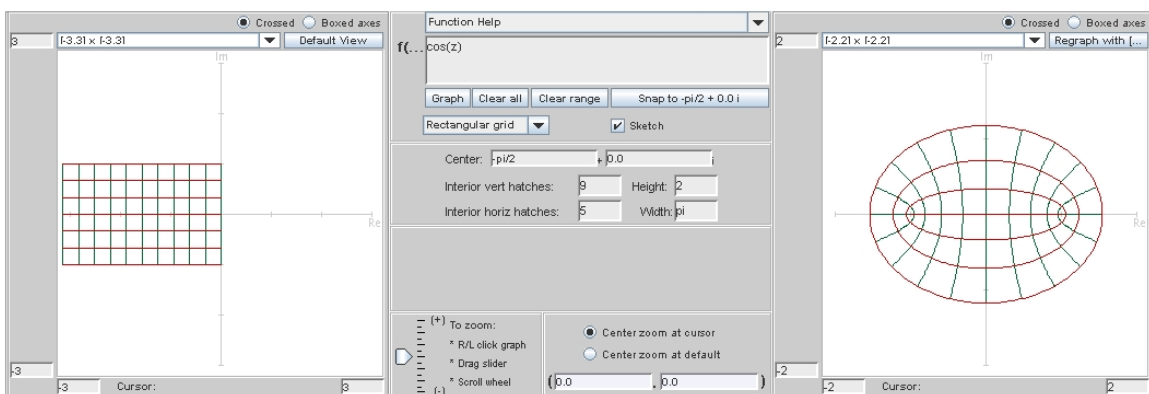 Crossed Boxed axes
3
[-3.3] x [-3.3]
Default View
Im
Re
-3
-3
Cursor:
3
Function Help
f(...
cos(z)
Graph Clear all Clear range Snap to -pi/2 + 0.0 i
Rectangular grid Sketch
Center: -pi/2 + 0.0 i
Interior vert hatches: 9 Height: 2
Interior horiz hatches: 5 Width: pi
(+) To zoom:
* R/L click graph
* Drag slider
* Scroll wheel
(-)
Center zoom at cursor
Center zoom at default
( 0.0 , 0.0 )
Crossed Boxed axes
2
[-2.2] x [-2.2]
Regraph with [...
Im
Re
-2
-2
Cursor:
2